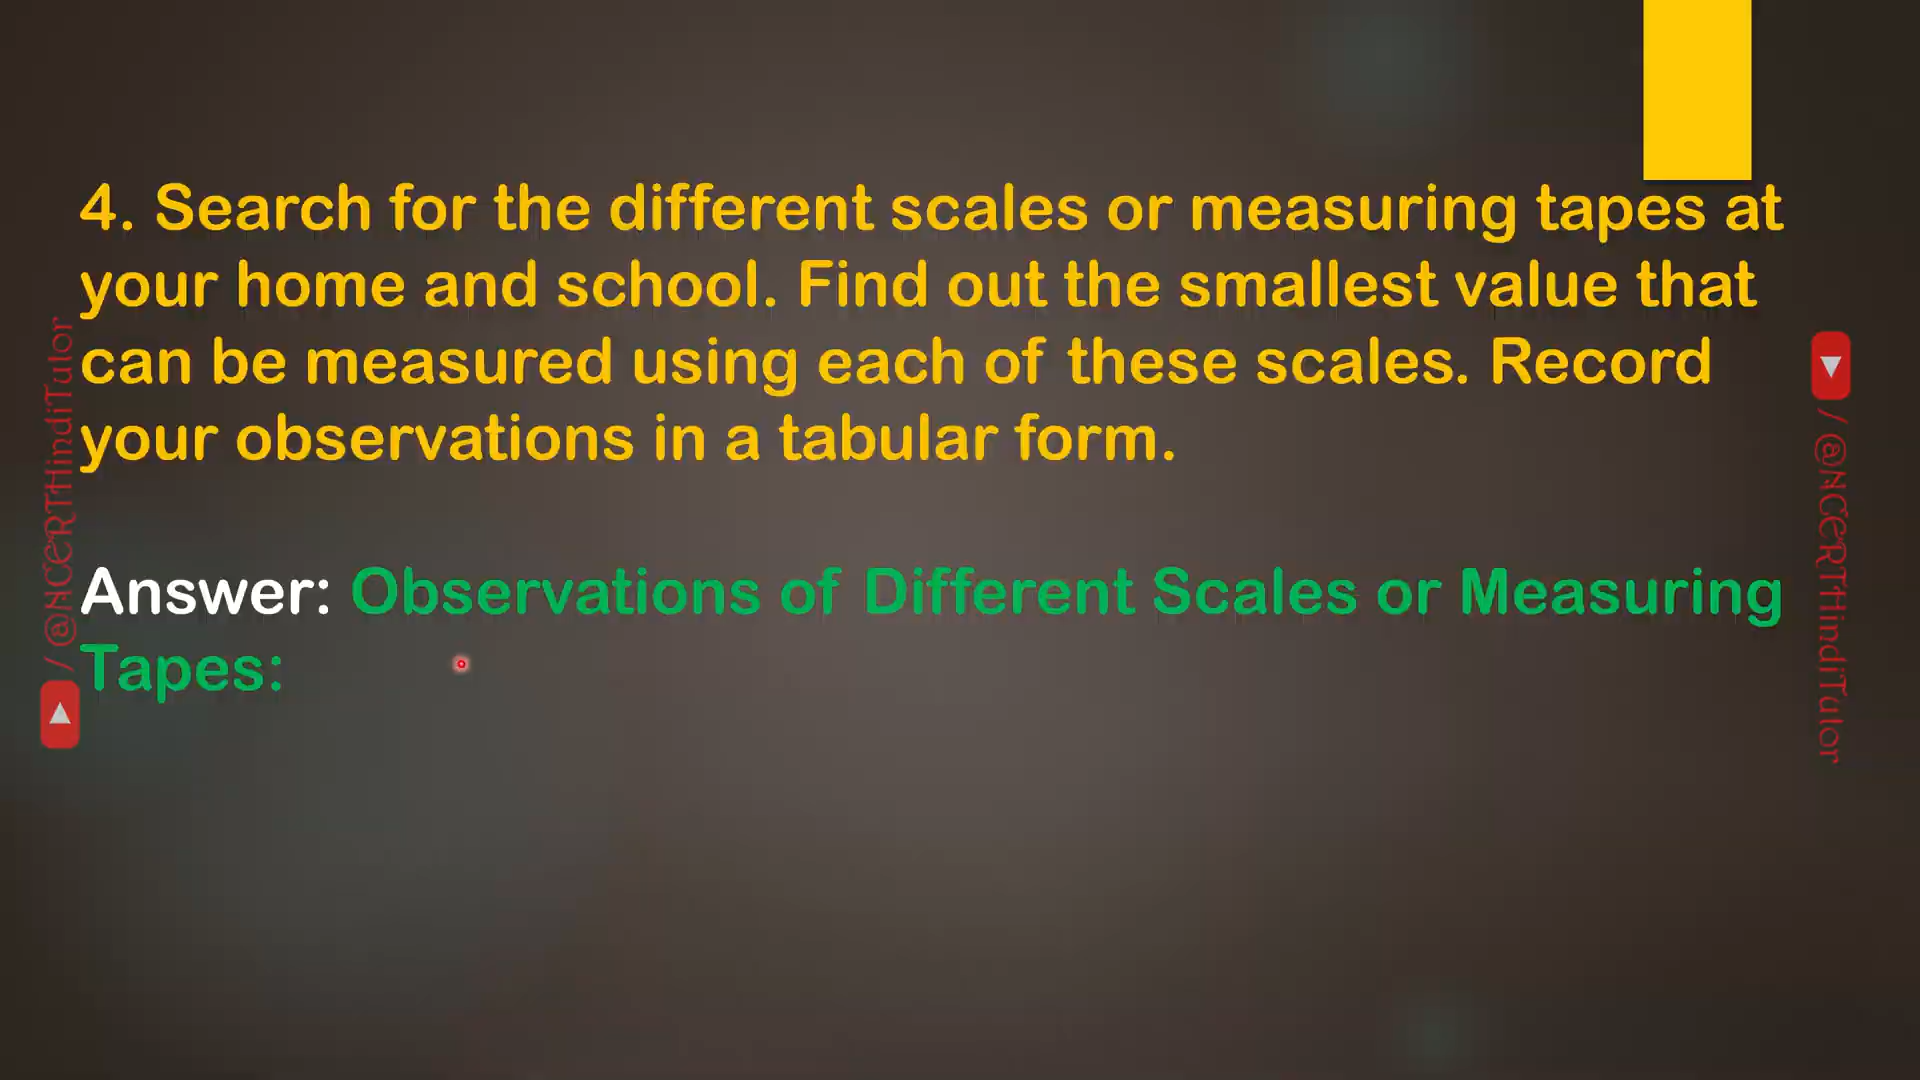 4. Search for the different scales or measuring tapes at
your home and school. Find out the smallest value that
can be measured using each of these scales. Record
your observations in a tabular form.
Answer: Observations of Different Scales or Measuring
Tapes:
/ @NCERTHindiTutor
/ @NCERTHindiTutor